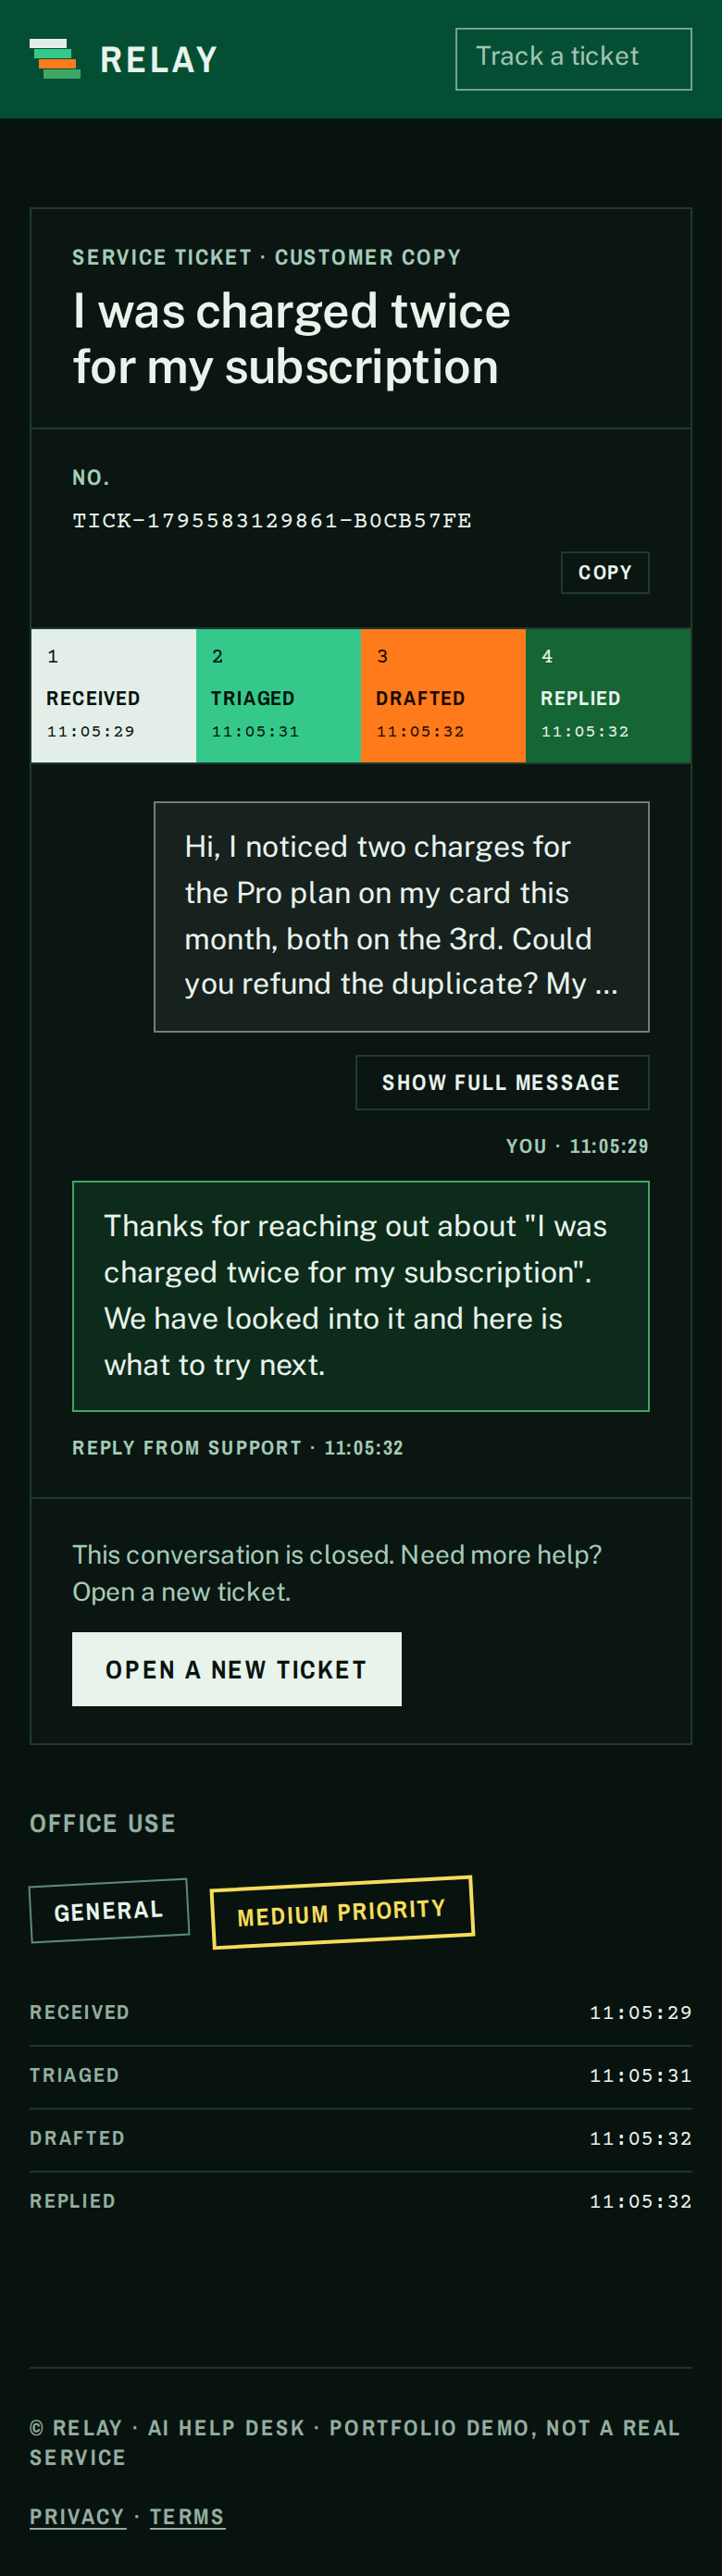 RELAY
Track a ticket
SERVICE TICKET · CUSTOMER COPY
I was charged twice
for my subscription
NO.
TICK-1795583129861-B0CB57FE
COPY
1
RECEIVED
11:05:29
2
TRIAGED
11:05:31
3
DRAFTED
11:05:32
4
REPLIED
11:05:32
Hi, I noticed two charges for
the Pro plan on my card this
month, both on the 3rd. Could
you refund the duplicate? My ...
SHOW FULL MESSAGE
YOU · 11:05:29
Thanks for reaching out about "I was
charged twice for my subscription".
We have looked into it and here is
what to try next.
REPLY FROM SUPPORT · 11:05:32
This conversation is closed. Need more help?
Open a new ticket.
OPEN A NEW TICKET
OFFICE USE
GENERAL
MEDIUM PRIORITY
RECEIVED 11:05:29
TRIAGED 11:05:31
DRAFTED 11:05:32
REPLIED 11:05:32
© RELAY · AI HELP DESK · PORTFOLIO DEMO, NOT A REAL
SERVICE
PRIVACY · TERMS